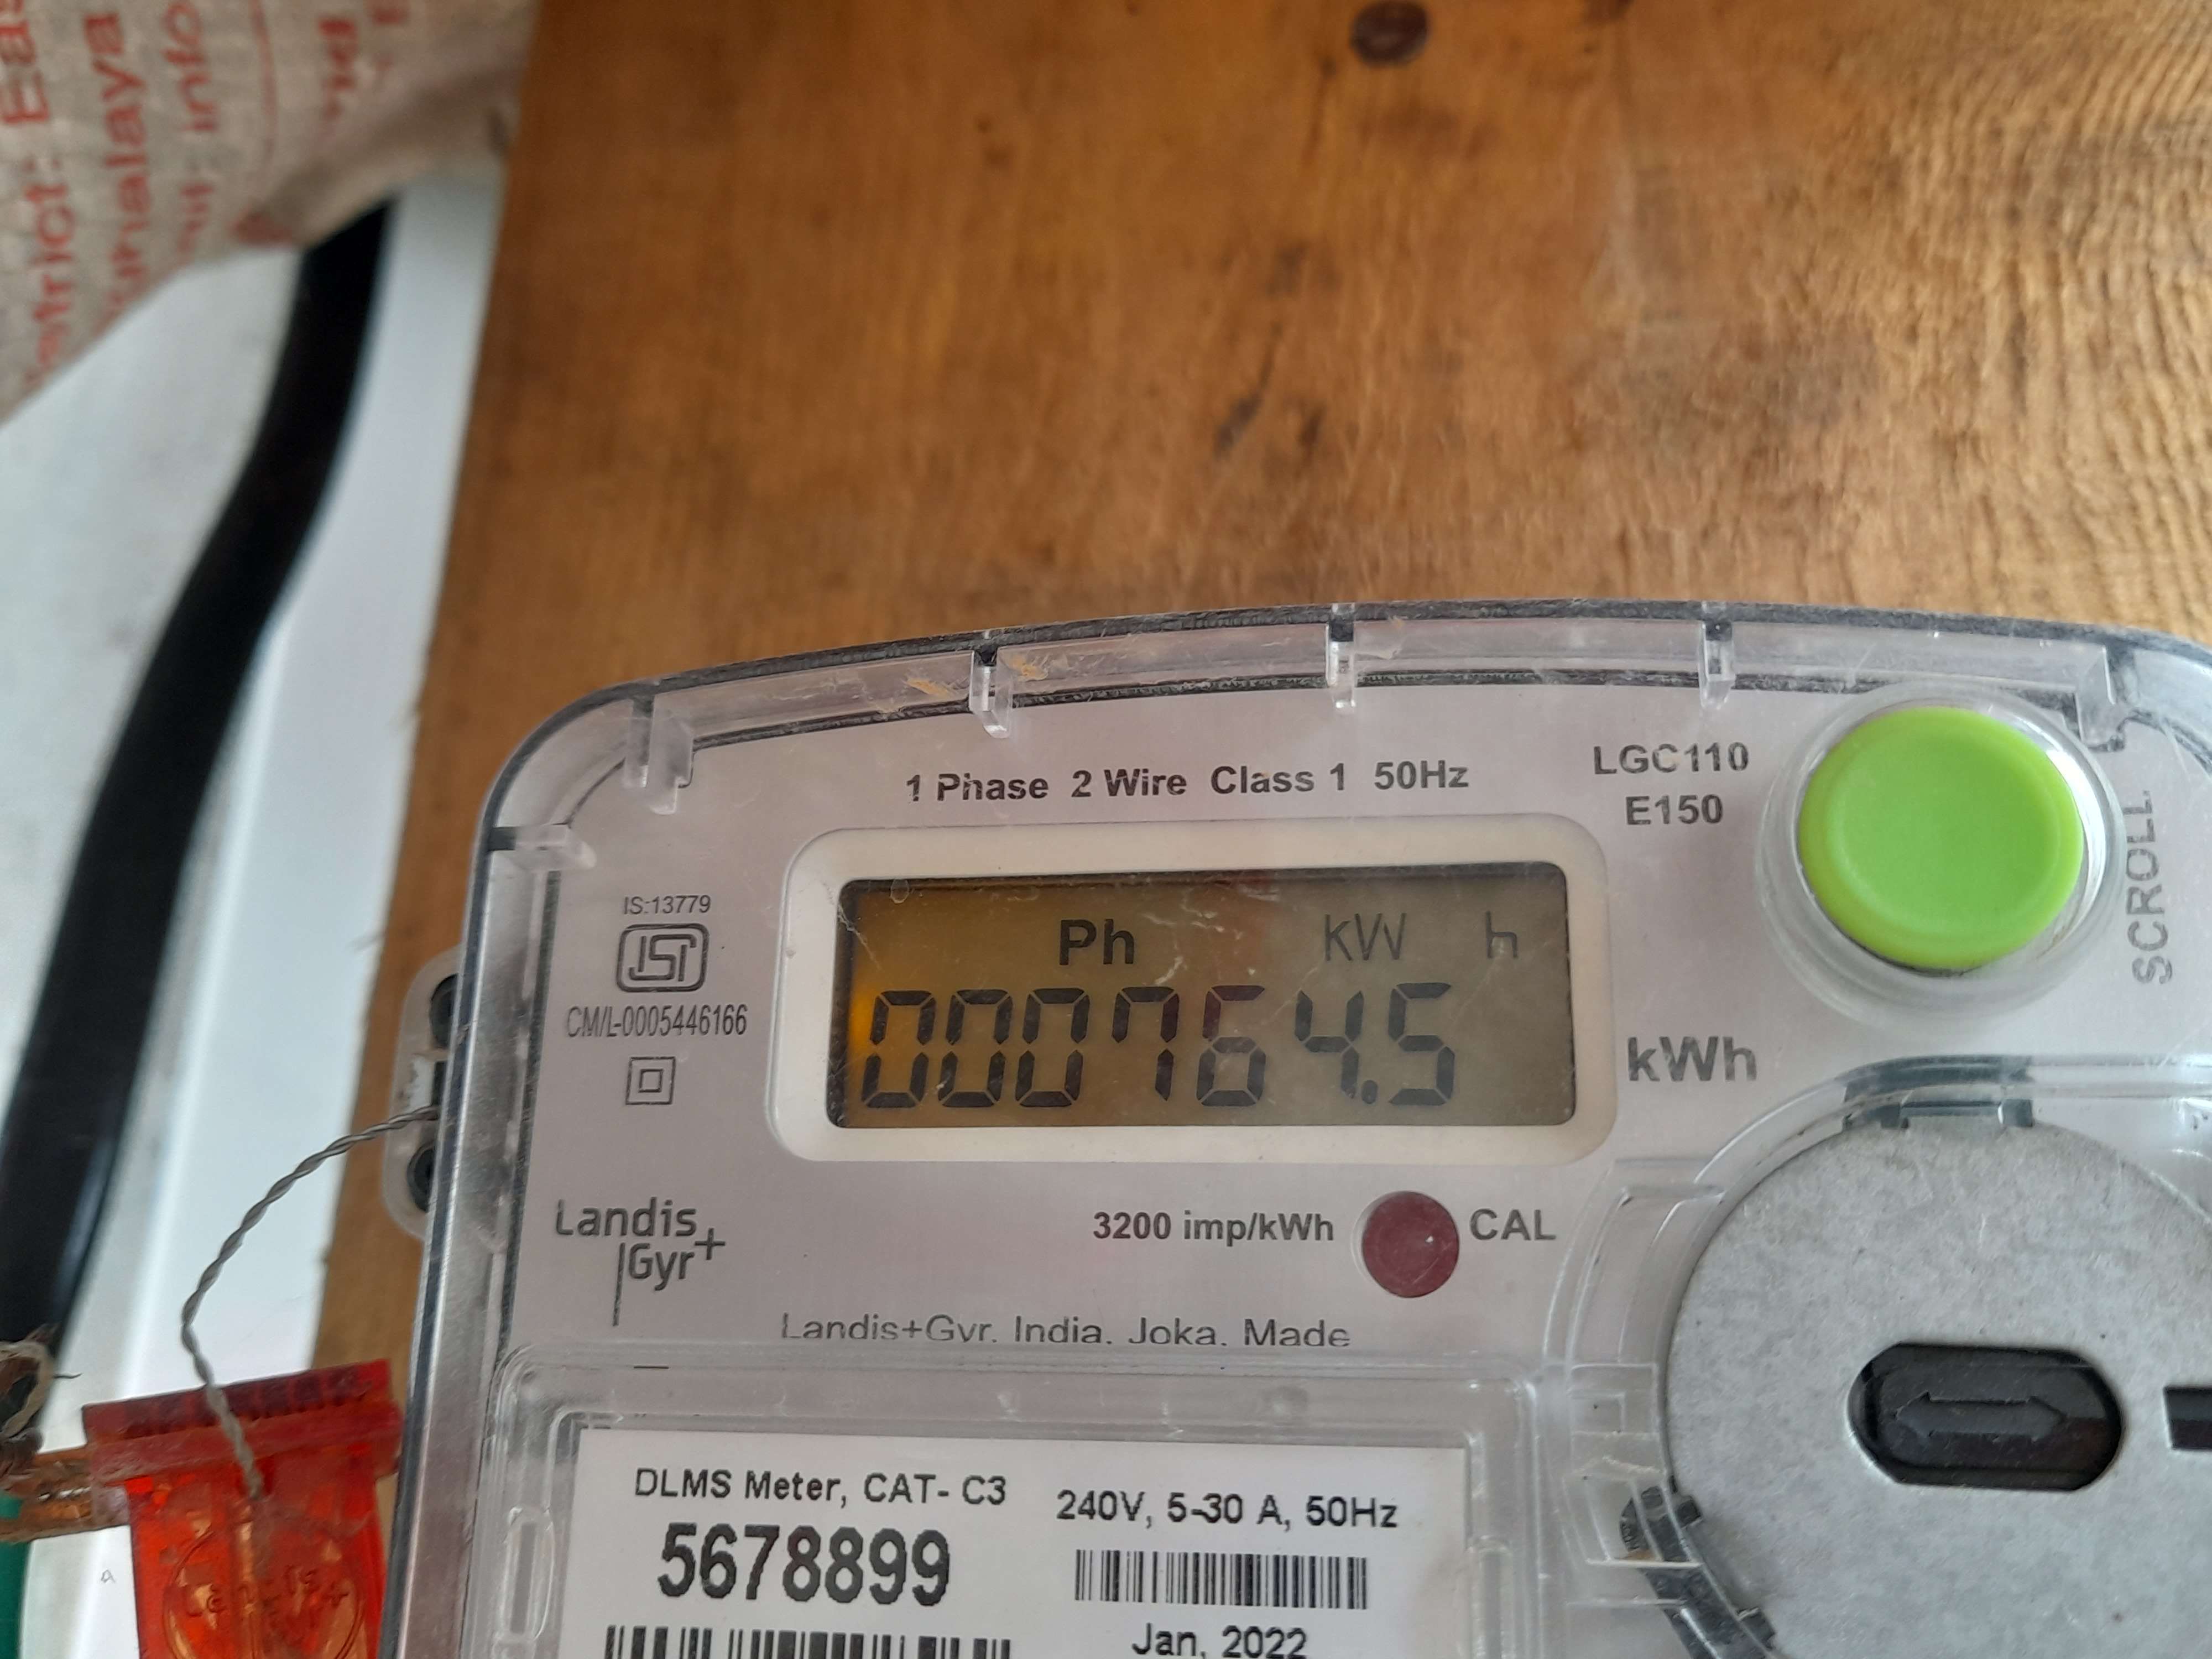 1 Phase 2 Wire Class 1 50Hz
LGC110
E150
SCROLL
IS:13779
ISI
CM/L-0005446166
Ph kW h
000764.5
kWh
Landis
Gyr+
3200 imp/kWh
CAL
Landis+Gyr. India. Joka. Made
DLMS Meter, CAT- C3
5678899
240V, 5-30 A, 50Hz
Jan, 2022